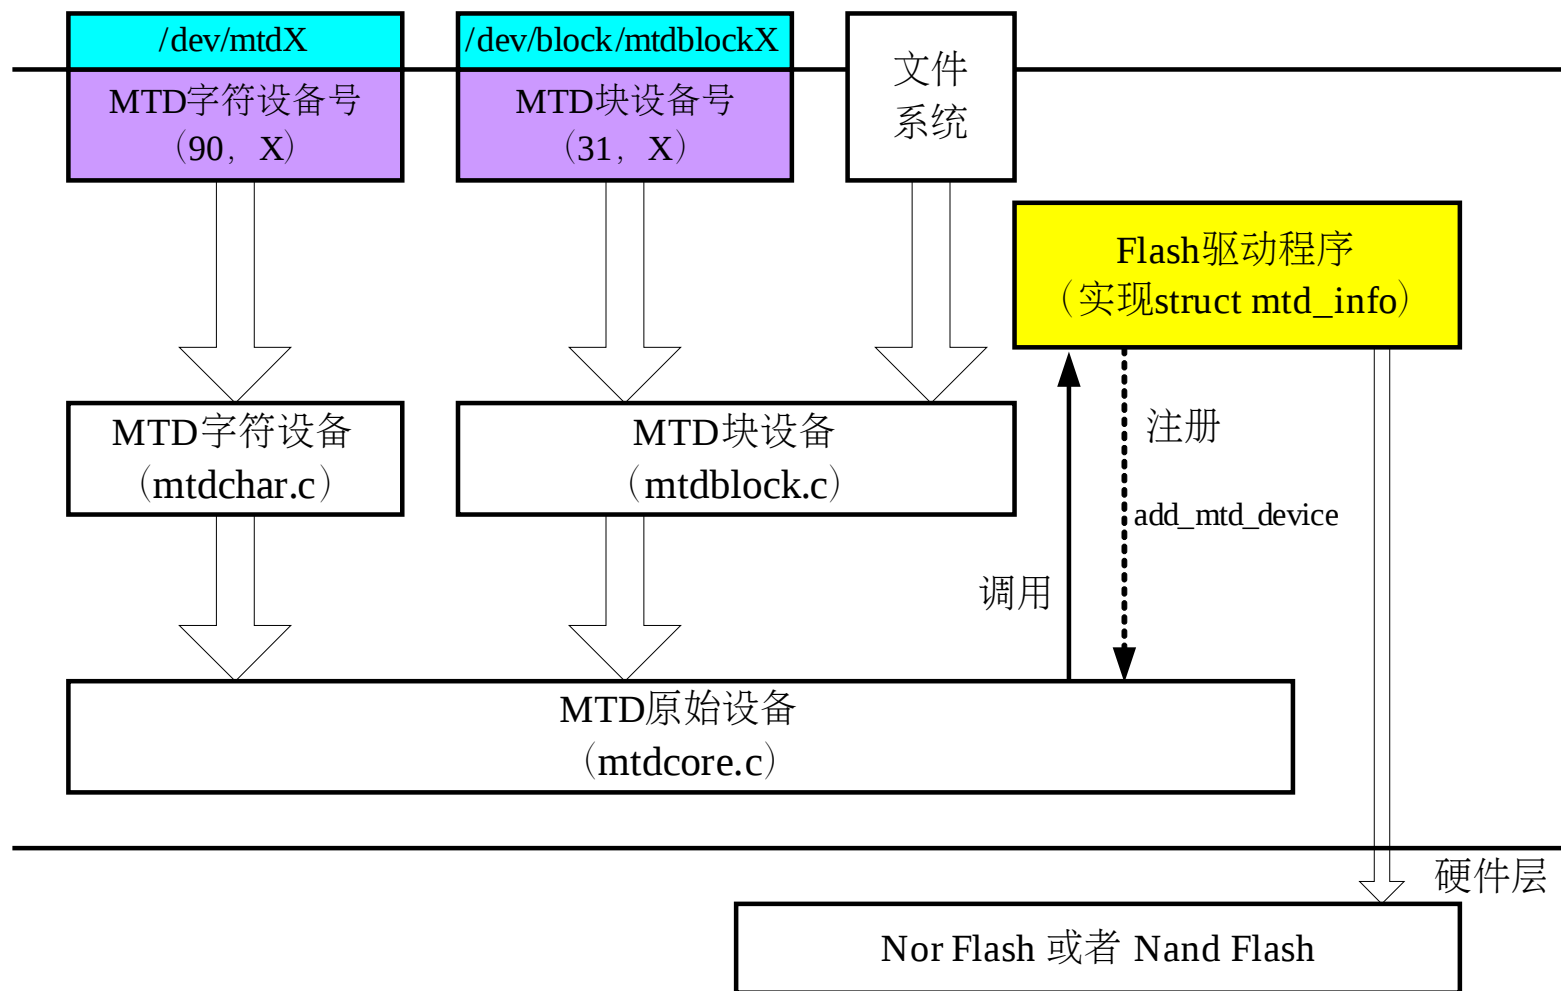 /dev/mtdX
/dev/block/mtdblockX
文件
系统
MTD字符设备号
（90，X）
MTD块设备号
（31，X）
Flash驱动程序
（实现struct mtd_info）
MTD字符设备
（mtdchar.c）
MTD块设备
（mtdblock.c）
注册
add_mtd_device
调用
MTD原始设备
（mtdcore.c）
硬件层
Nor Flash 或者 Nand Flash